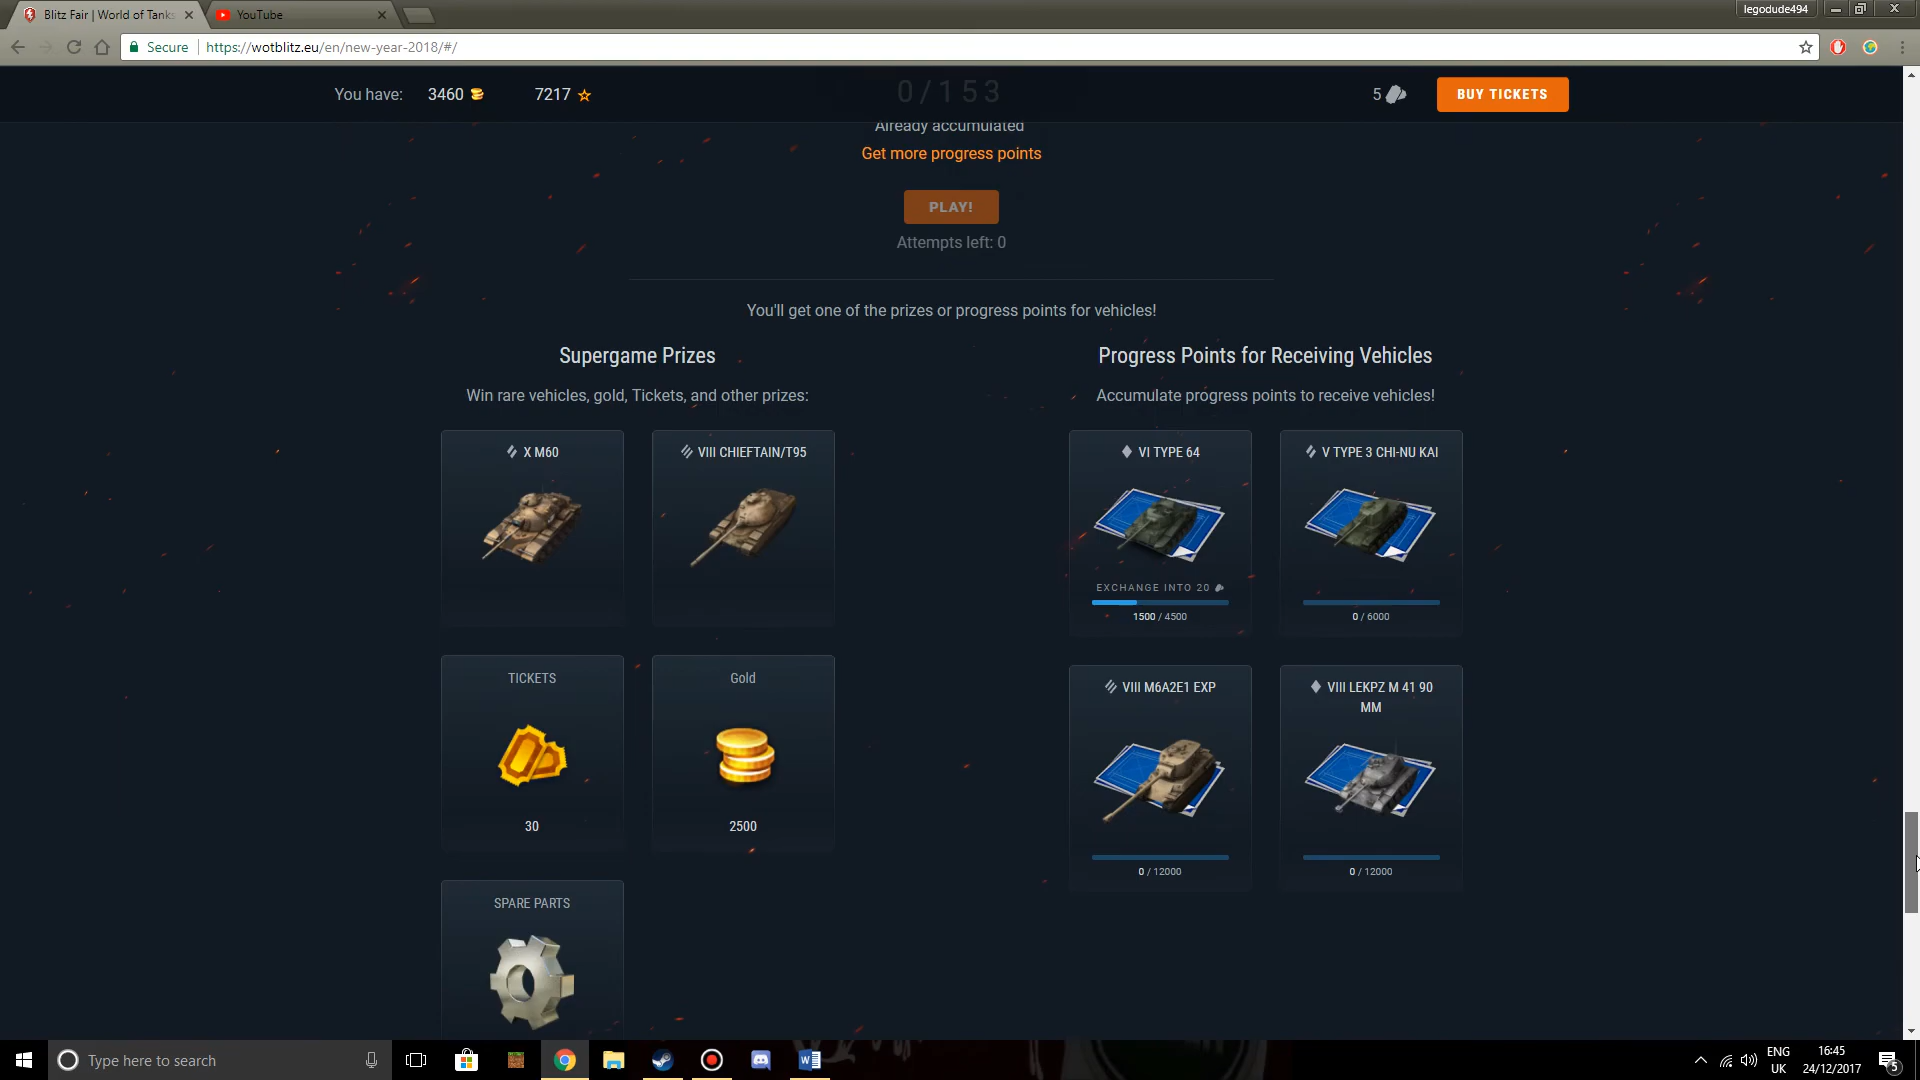 Blitz Fair | World of Tanks
YouTube
legodude494
Secure
https://wotblitz.eu/en/new-year-2018/#/
You have:
3460
7217
0/153
5
BUY TICKETS
Already accumulated
Get more progress points
PLAY!
Attempts left: 0
You'll get one of the prizes or progress points for vehicles!
Supergame Prizes
Win rare vehicles, gold, Tickets, and other prizes:
X M60
VIII CHIEFTAIN/T95
TICKETS
30
Gold
2500
SPARE PARTS
Progress Points for Receiving Vehicles
Accumulate progress points to receive vehicles!
VI TYPE 64
EXCHANGE INTO 20
1500 / 4500
V TYPE 3 CHI-NU KAI
0 / 6000
VIII M6A2E1 EXP
0 / 12000
VIII LEKPZ M 41 90
MM
0 / 12000
Type here to search
ENG
UK
16:45
24/12/2017
5